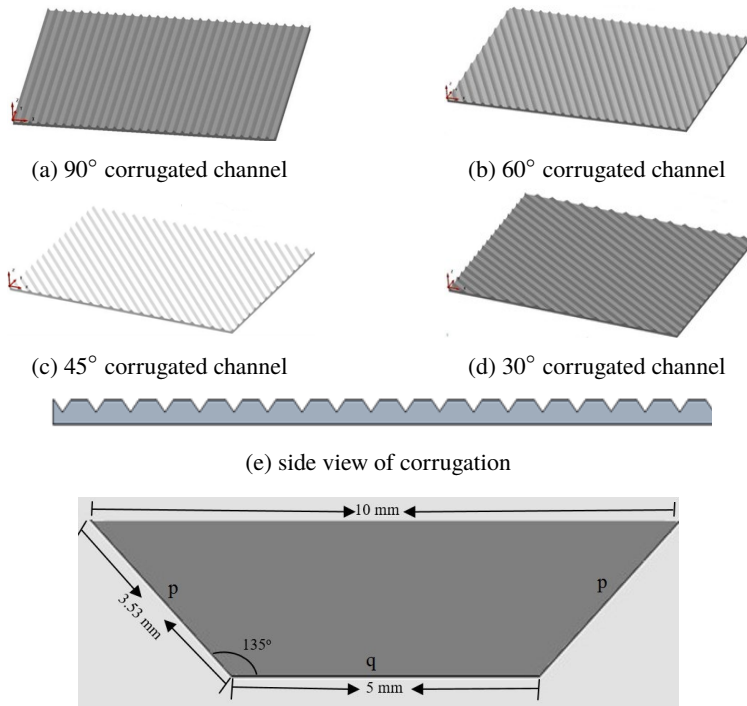 (a) 90° corrugated channel
(b) 60° corrugated channel
(c) 45° corrugated channel
(d) 30° corrugated channel
(e) side view of corrugation
10 mm
p
p
3.53 mm
135°
q
5 mm